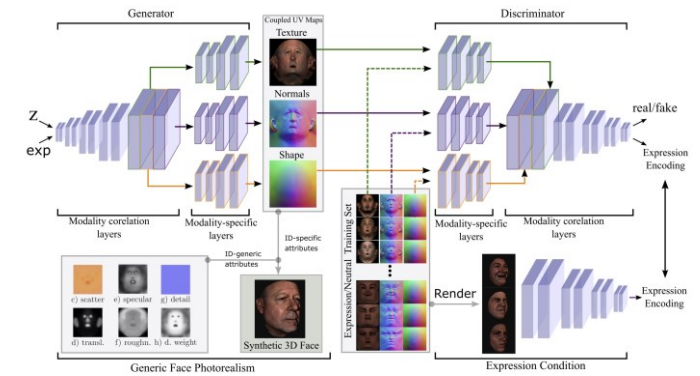 Generator
Discriminator
Coupled UV Maps
Texture
Normals
Shape
Z
exp
real/fake
Expression
Encoding
Modality corelation
layers
Modality-specific
layers
Modality-specific
layers
Modality corelation
layers
ID-specific
attributes
ID-generic
attributes
Expression/Neutral Training Set
c) scatter e) specular g) detail
d) transl. f) roughn. h) d. weight
Synthetic 3D Face
Render
Expression
Encoding
Generic Face Photorealism
Expression Condition